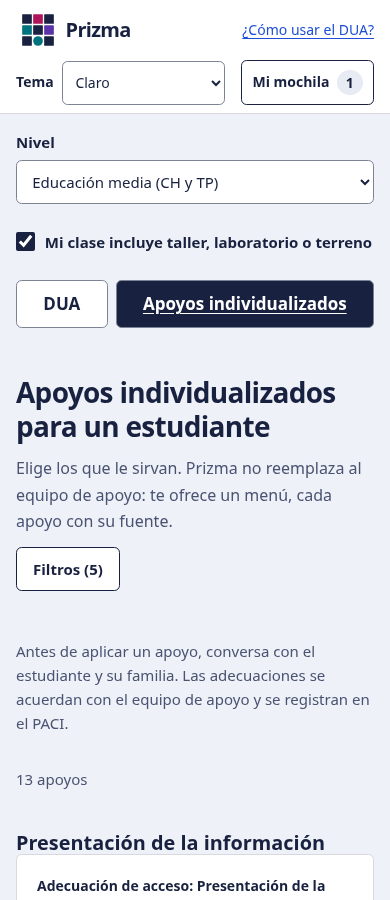 Prizma
¿Cómo usar el DUA?
Tema
Claro
Mi mochila 1
Nivel
Educación media (CH y TP)
Mi clase incluye taller, laboratorio o terreno
DUA
Apoyos individualizados
Apoyos individualizados
para un estudiante
Elige los que le sirvan. Prizma no reemplaza al
equipo de apoyo: te ofrece un menú, cada
apoyo con su fuente.
Filtros (5)
Antes de aplicar un apoyo, conversa con el
estudiante y su familia. Las adecuaciones se
acuerdan con el equipo de apoyo y se registran en
el PACI.
13 apoyos
Presentación de la información
Adecuación de acceso: Presentación de la